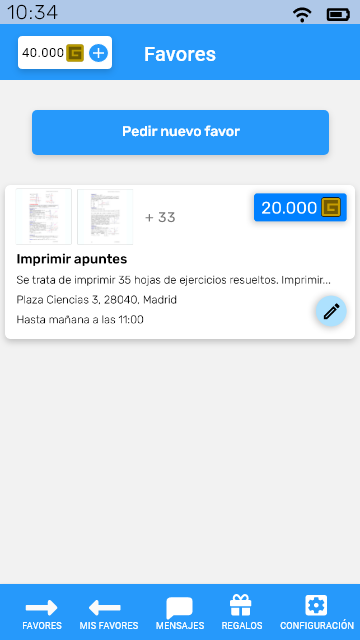 10:34
40.000
Favores
Pedir nuevo favor
+ 33
20.000
Imprimir apuntes
Se trata de imprimir 35 hojas de ejercicios resueltos. Imprimir...
Plaza Ciencias 3, 28040, Madrid
Hasta mañana a las 11:00
FAVORES
MIS FAVORES
MENSAJES
REGALOS
CONFIGURACIÓN